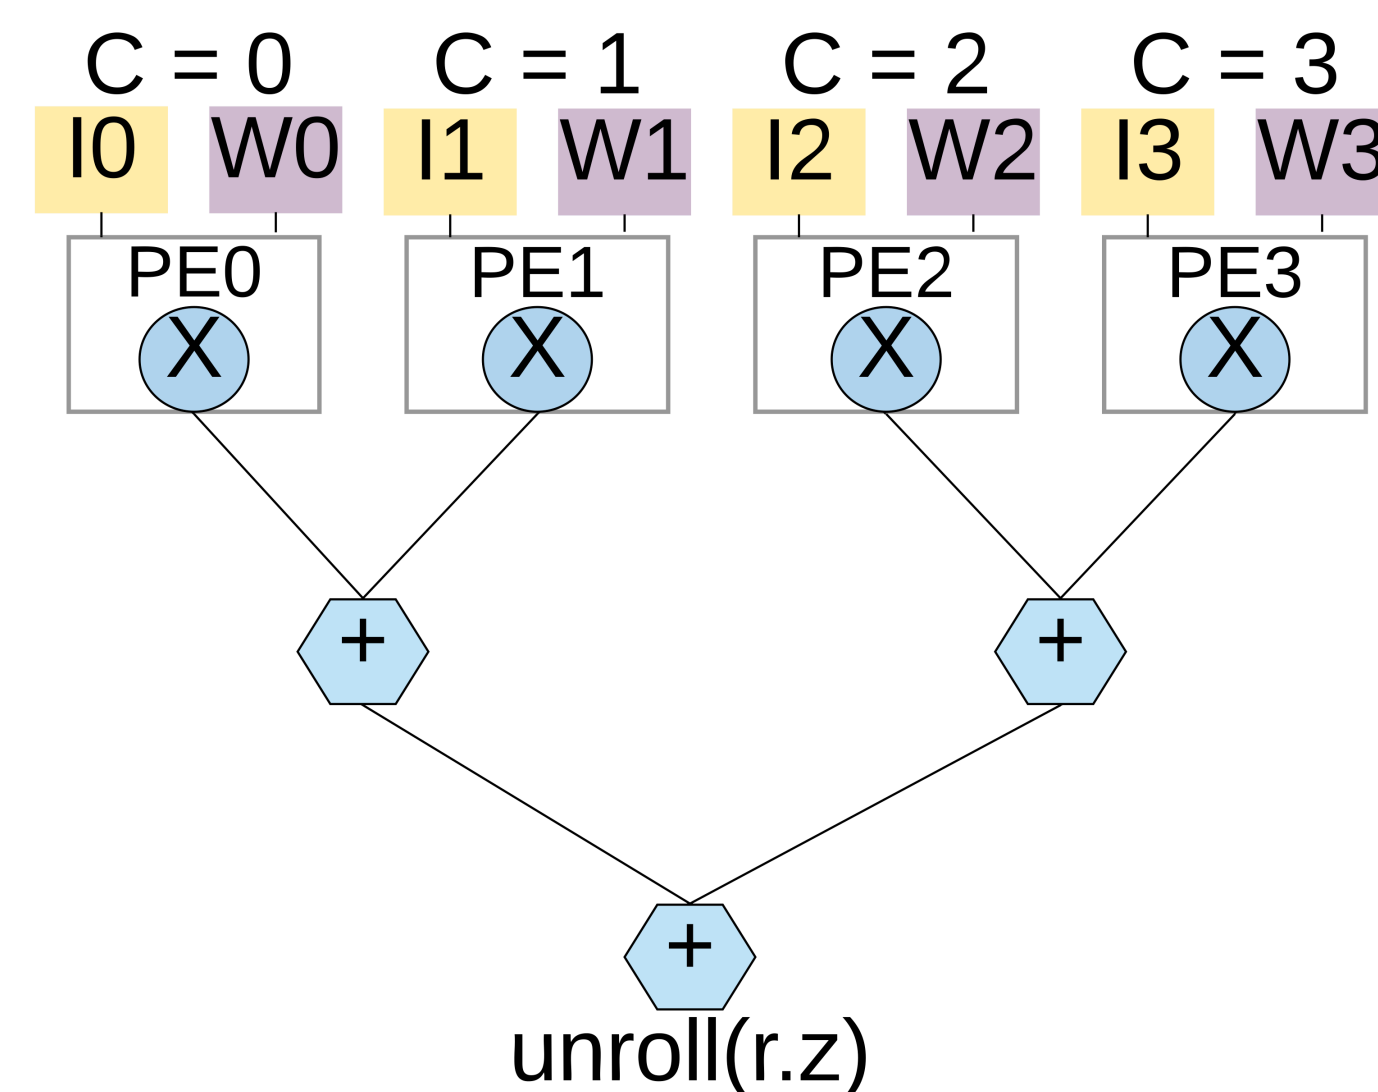 C = 0 C = 1 C = 2 C = 3
I0 W0 I1 W1 I2 W2 I3 W3
PE0 PE1 PE2 PE3
X X X X
+ +
+
unroll(r.z)